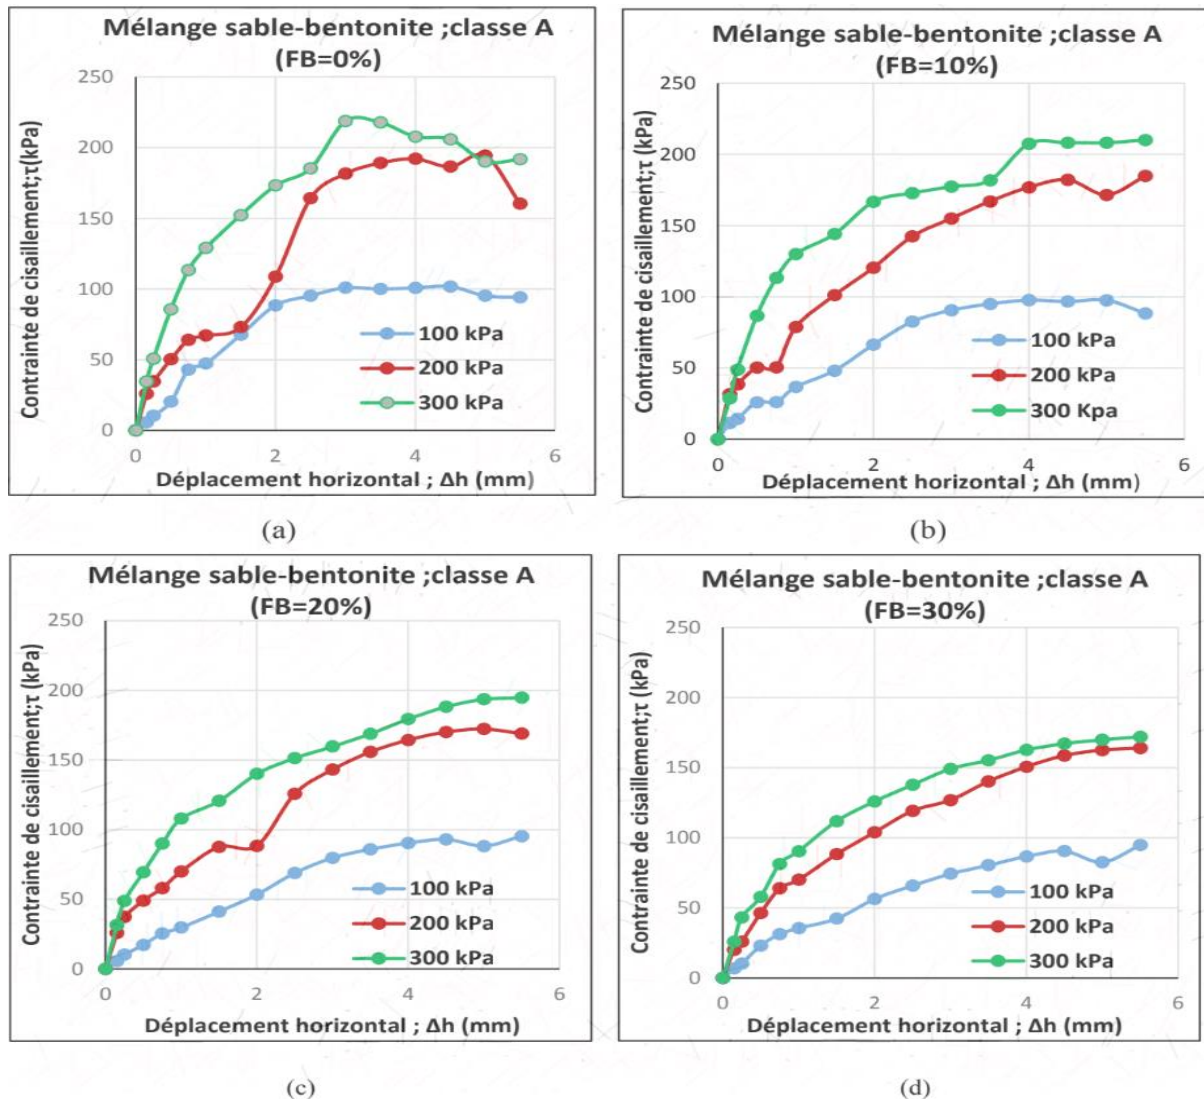 Mélange sable-bentonite ;classe A
(FB=0%)
Contrainte de cisaillement;τ(kPa)
250
200
150
100
50
0
0
2
4
6
100 kPa
200 kPa
300 kPa
Déplacement horizontal ; Δh (mm)
(a)
Mélange sable-bentonite ;classe A
(FB=10%)
Contrainte de cisaillement;τ (kPa)
250
200
150
100
50
0
0
2
4
6
100 kPa
200 kPa
300 Kpa
Déplacement horizontal ; Δh (mm)
(b)
Mélange sable-bentonite ;classe A
(FB=20%)
Contrainte de cisaillement;τ (kPa)
250
200
150
100
50
0
0
2
4
6
100 kPa
200 kPa
300 kPa
Déplacement horizontal ; Δh (mm)
(c)
Mélange sable-bentonite ;classe A
(FB=30%)
Contrainte de cisaillement;τ (kPa)
250
200
150
100
50
0
0
2
4
6
100 kPa
200 kPa
300 kPa
Déplacement horizontal ; Δh (mm)
(d)